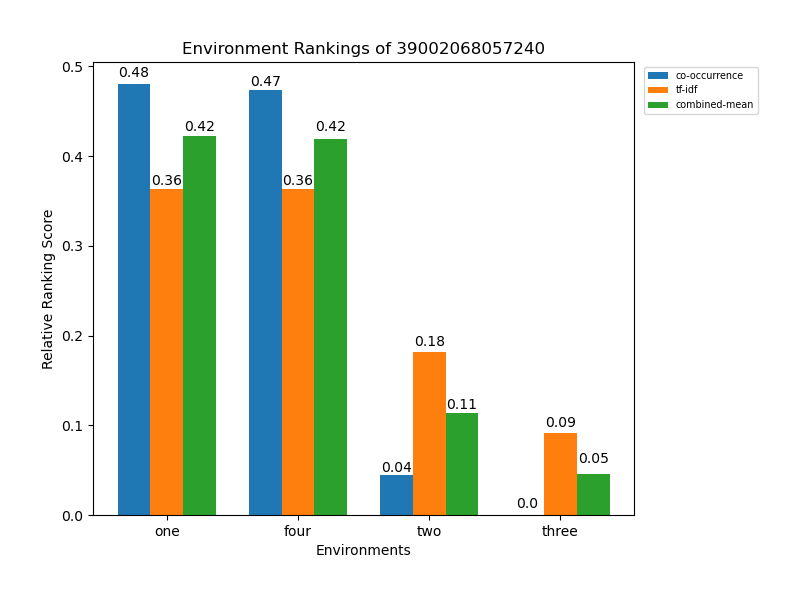 Environment Rankings of 39002068057240
co-occurrence
tf-idf
combined-mean
Relative Ranking Score
0.5
0.4
0.3
0.2
0.1
0.0
0.48
0.36
0.42
0.47
0.36
0.42
0.04
0.18
0.11
0.0
0.09
0.05
one four two three
Environments